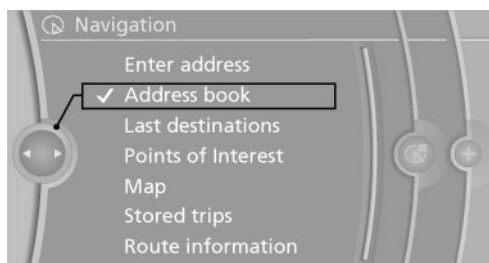 Navigation
Enter address
Address book
Last destinations
Points of Interest
Map
Stored trips
Route information